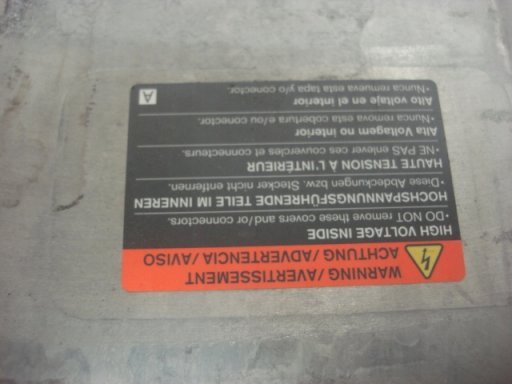 WARNING/AVERTISSEMENT
ACHTUNG/ADVERTENCIA/AVISO
HIGH VOLTAGE INSIDE
•DO NOT remove these covers and/or connectors.
HOCHSPANNUNGSFÜHRENDE TEILE IM INNEREN
•Diese Abdeckungen bzw. Stecker nicht entfernen.
HAUTE TENSION À L'INTÉRIEUR
•NE PAS enlever ces couvercles et connecteurs.
Alta Voltagem no interior
•Nunca remova esta cobertura e/ou conector.
Alto voltaje en el interior
•Nunca remueva esta tapa y/o conector.
A